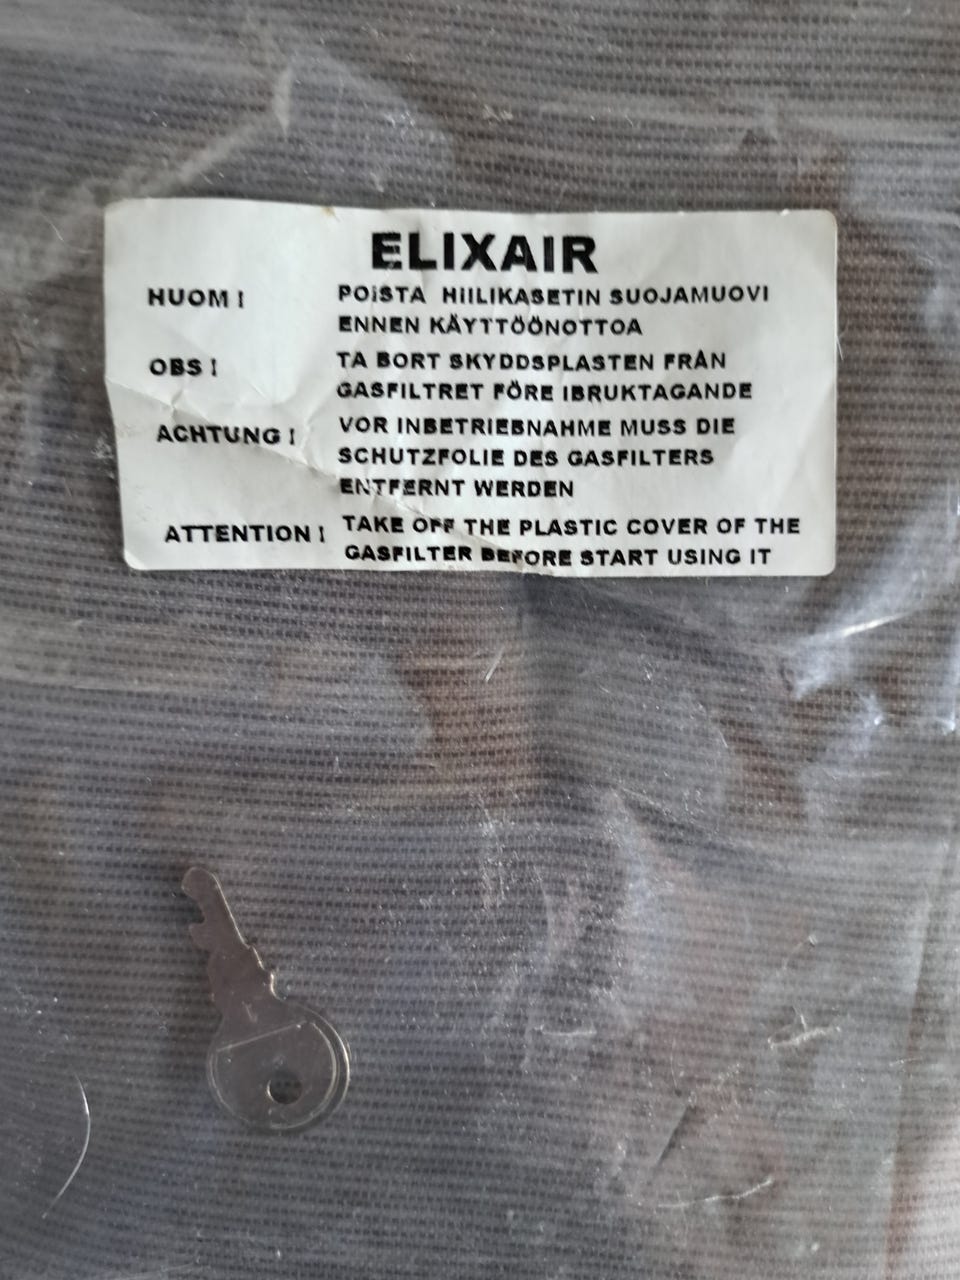 ELIXAIR
HUOM! POISTA HIILIKASETIN SUOJAMUOVI
ENNEN KÄYTTÖÖNOTTOA
OBS! TA BORT SKYDDSPLASTEN FRÅN
GASFILTRET FÖRE IBRUKTAGANDE
ACHTUNG! VOR INBETRIEBNAHME MUSS DIE
SCHUTZFOLIE DES GASFILTERS
ENTFERNT WERDEN
ATTENTION! TAKE OFF THE PLASTIC COVER OF THE
GASFILTER BEFORE START USING IT